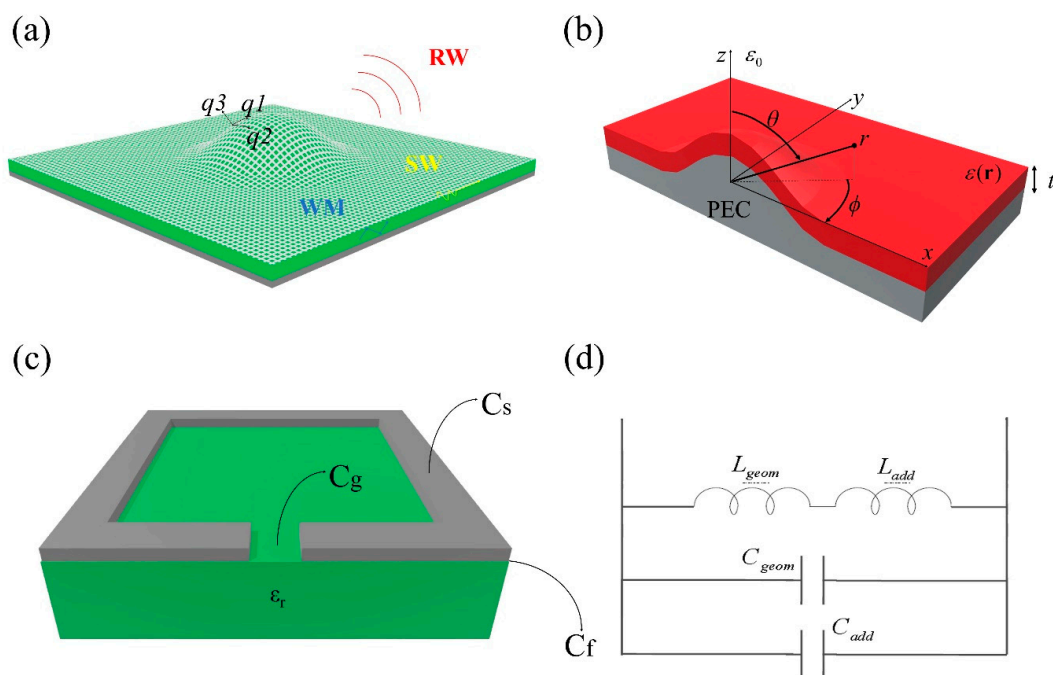 (a)
RW
q3 q1
q2
SW
WM
(b)
z ε0
y
θ
r
ε(r)
t
PEC
ϕ
x
(c)
Cs
Cg
εr
Cf
(d)
Lgeom Ladd
Cgeom
Cadd